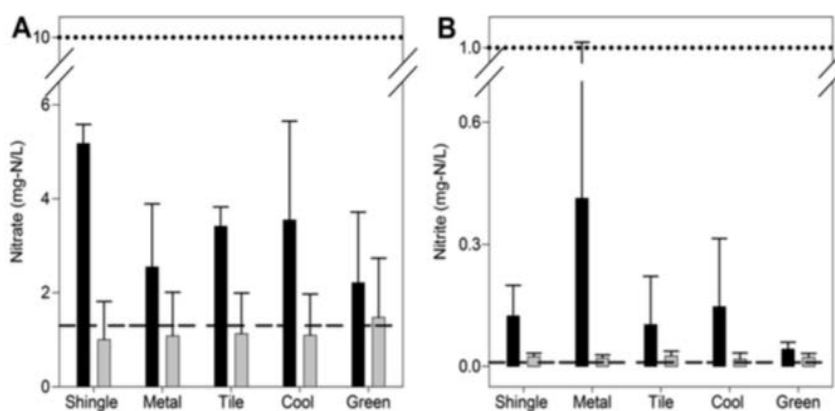 A
10
6
4
2
0
Nitrate (mg-N/L)
Shingle Metal Tile Cool Green
B
1.0
0.6
0.3
0.0
Nitrite (mg-N/L)
Shingle Metal Tile Cool Green